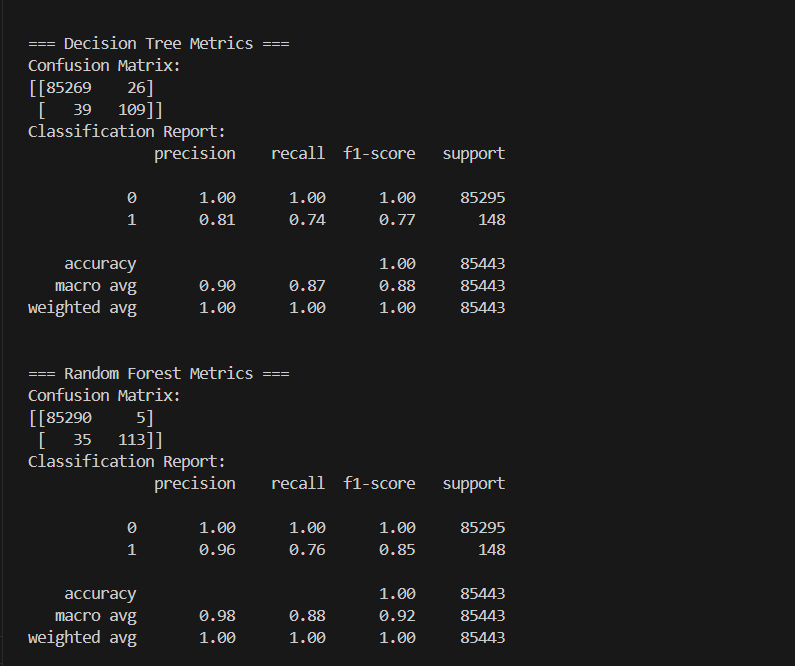 === Decision Tree Metrics ===
Confusion Matrix:
[[85269    26]
 [   39   109]]
Classification Report:
              precision    recall  f1-score   support

           0       1.00      1.00      1.00     85295
           1       0.81      0.74      0.77       148

    accuracy                           1.00     85443
   macro avg       0.90      0.87      0.88     85443
weighted avg       1.00      1.00      1.00     85443

=== Random Forest Metrics ===
Confusion Matrix:
[[85290     5]
 [   35   113]]
Classification Report:
              precision    recall  f1-score   support

           0       1.00      1.00      1.00     85295
           1       0.96      0.76      0.85       148

    accuracy                           1.00     85443
   macro avg       0.98      0.88      0.92     85443
weighted avg       1.00      1.00      1.00     85443